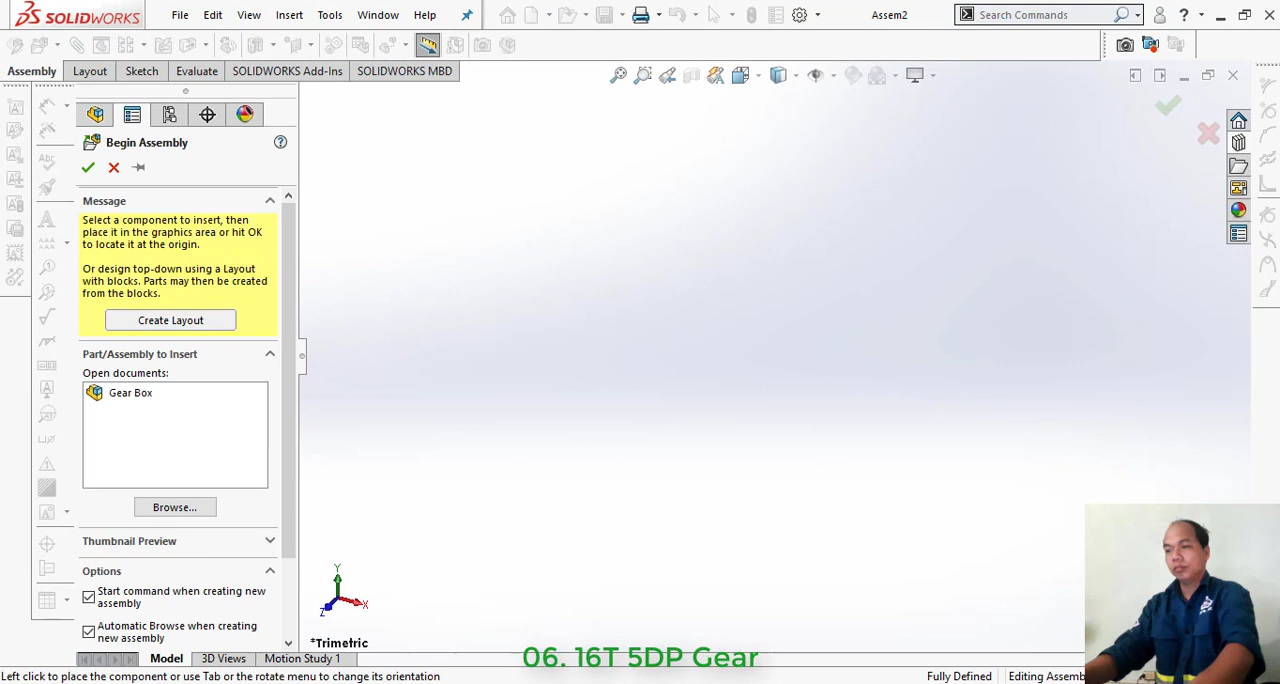 SOLIDWORKS File Edit View Insert Tools Window Help Assem2 Search Commands ?
Assembly Layout Sketch Evaluate SOLIDWORKS Add-Ins SOLIDWORKS MBD
Begin Assembly
Message
Select a component to insert, then
place it in the graphics area or hit OK
to locate it at the origin.
Or design top-down using a Layout
with blocks. Parts may then be created
from the blocks.
Create Layout
Part/Assembly to Insert
Open documents:
Gear Box
Browse...
Thumbnail Preview
Options
Start command when creating new
assembly
Automatic Browse when creating
new assembly
Y
X
Z
*Trimetric
Model 3D Views Motion Study 1
06. 16T 5DP Gear
Left click to place the component or use Tab or the rotate menu to change its orientation Fully Defined Editing Assemb